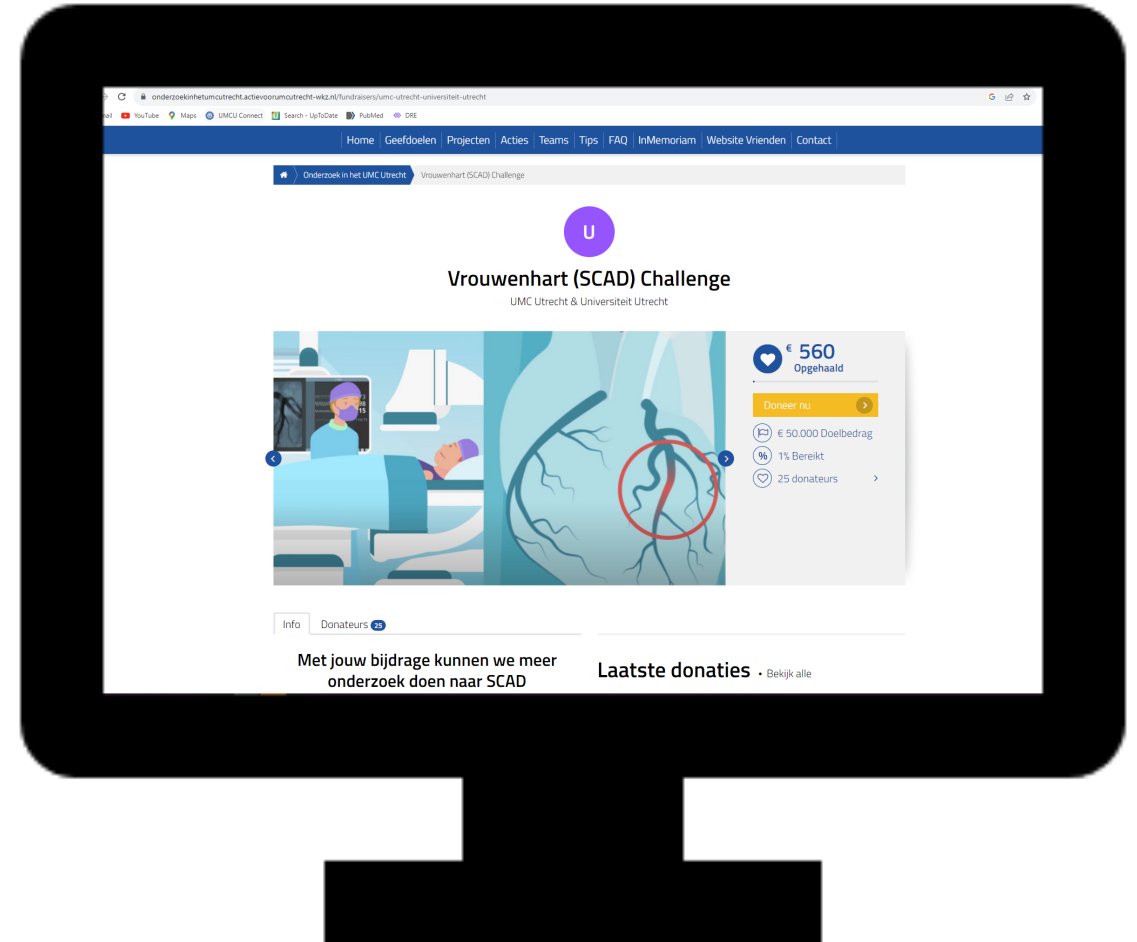 onderzoekinhetumcutrecht.actievoorumcutrecht-wkz.nl/fundraisers/umc-utrecht-universiteit-utrecht
YouTube Maps UMCU Connect Search - UpToDate PubMed DRE
Home Geefdoelen Projecten Acties Teams Tips FAQ InMemoriam Website Vrienden Contact
Onderzoek in het UMC Utrecht Vrouwenhart (SCAD) Challenge
U
Vrouwenhart (SCAD) Challenge
UMC Utrecht & Universiteit Utrecht
€ 560
Opgehaald
Doneer nu
€ 50.000 Doelbedrag
% 1% Bereikt
25 donateurs
Info Donateurs 25
Met jouw bijdrage kunnen we meer
onderzoek doen naar SCAD
Laatste donaties • Bekijk alle